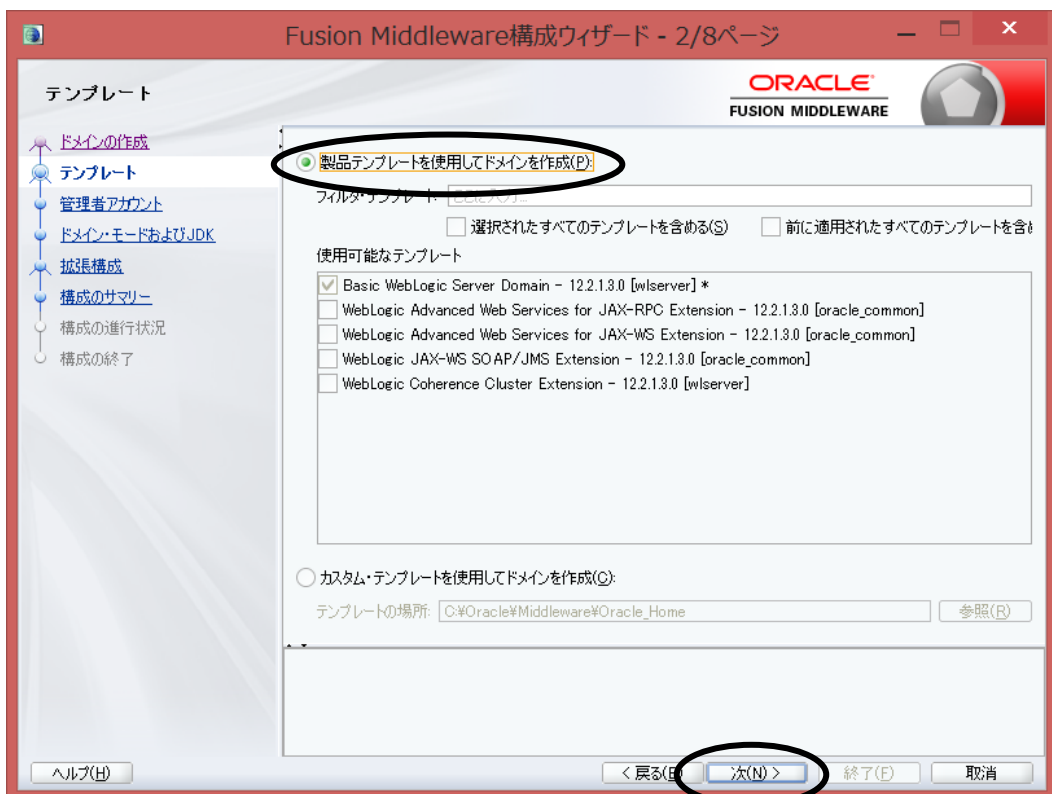 Fusion Middleware構成ウィザード - 2/8ページ
テンプレート
ORACLE
FUSION MIDDLEWARE
ドメインの作成
テンプレート
管理者アカウント
ドメイン・モードおよびJDK
拡張構成
構成のサマリー
構成の進行状況
構成の終了
製品テンプレートを使用してドメインを作成(P):
フィルタ・テンプレート: ここに入力...
選択されたすべてのテンプレートを含める(S) 前に適用されたすべてのテンプレートを含め
使用可能なテンプレート
Basic WebLogic Server Domain - 12.2.1.3.0 [wlserver] *
WebLogic Advanced Web Services for JAX-RPC Extension - 12.2.1.3.0 [oracle_common]
WebLogic Advanced Web Services for JAX-WS Extension - 12.2.1.3.0 [oracle_common]
WebLogic JAX-WS SOAP/JMS Extension - 12.2.1.3.0 [oracle_common]
WebLogic Coherence Cluster Extension - 12.2.1.3.0 [wlserver]
カスタム・テンプレートを使用してドメインを作成(C):
テンプレートの場所: C:¥Oracle¥Middleware¥Oracle_Home 参照(R)
ヘルプ(H) < 戻る(B) 次(N) > 終了(F) 取消